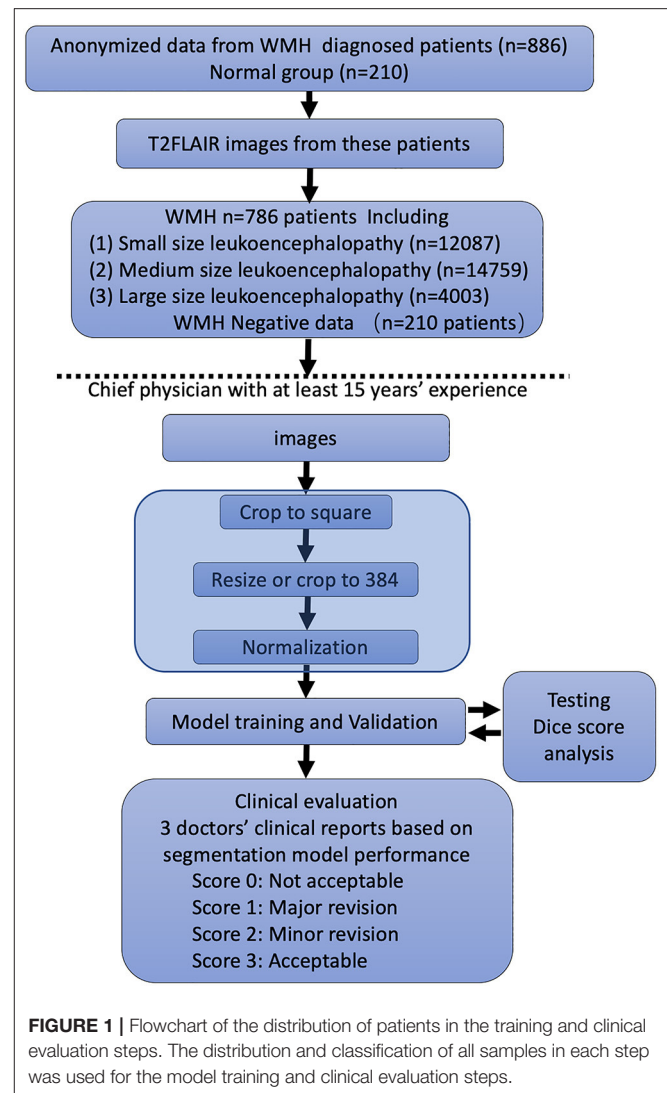 Anonymized data from WMH diagnosed patients (n=886)
Normal group (n=210)
T2FLAIR images from these patients
WMH n=786 patients Including
(1) Small size leukoencephalopathy (n=12087)
(2) Medium size leukoencephalopathy (n=14759)
(3) Large size leukoencephalopathy (n=4003)
WMH Negative data （n=210 patients）
Chief physician with at least 15 years’ experience
images
Crop to square
Resize or crop to 384
Normalization
Model training and Validation
Testing
Dice score
analysis
Clinical evaluation
3 doctors’ clinical reports based on
segmentation model performance
Score 0: Not acceptable
Score 1: Major revision
Score 2: Minor revision
Score 3: Acceptable
FIGURE 1 | Flowchart of the distribution of patients in the training and clinical
evaluation steps. The distribution and classification of all samples in each step
was used for the model training and clinical evaluation steps.